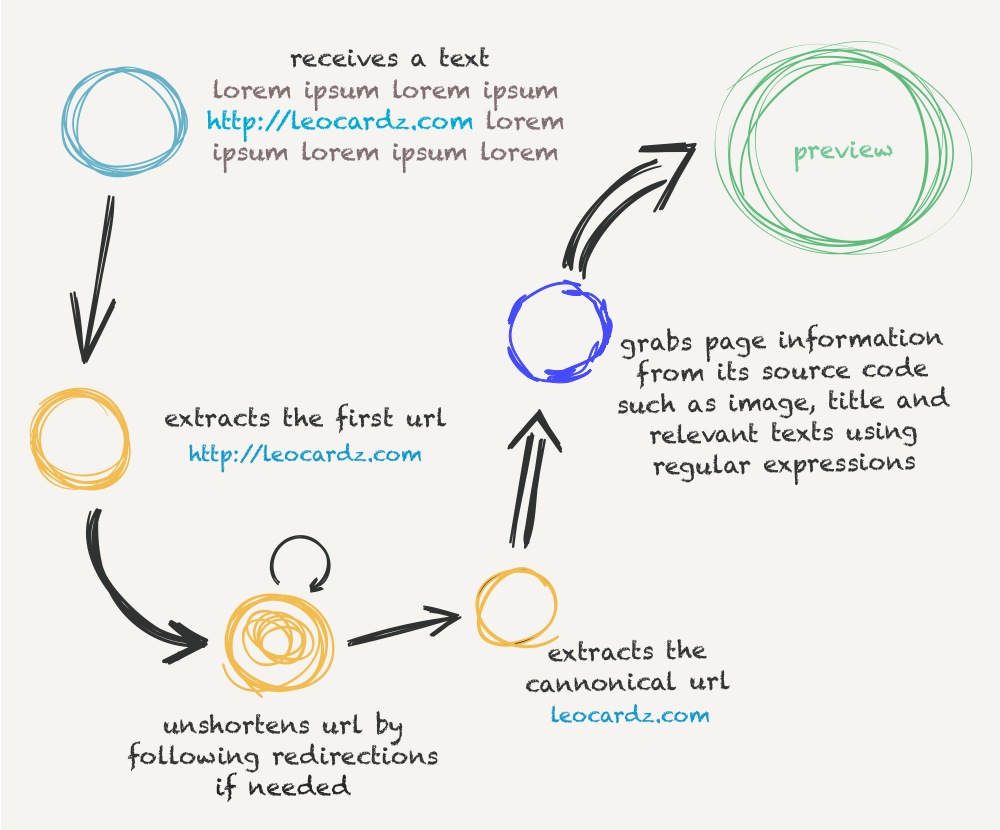 receives a text
lorem ipsum lorem ipsum
http://leocardz.com lorem
ipsum lorem ipsum lorem
extracts the first url
http://leocardz.com
unshortens url by
following redirections
if needed
extracts the
cannonical url
leocardz.com
grabs page information
from its source code
such as image, title and
relevant texts using
regular expressions
preview